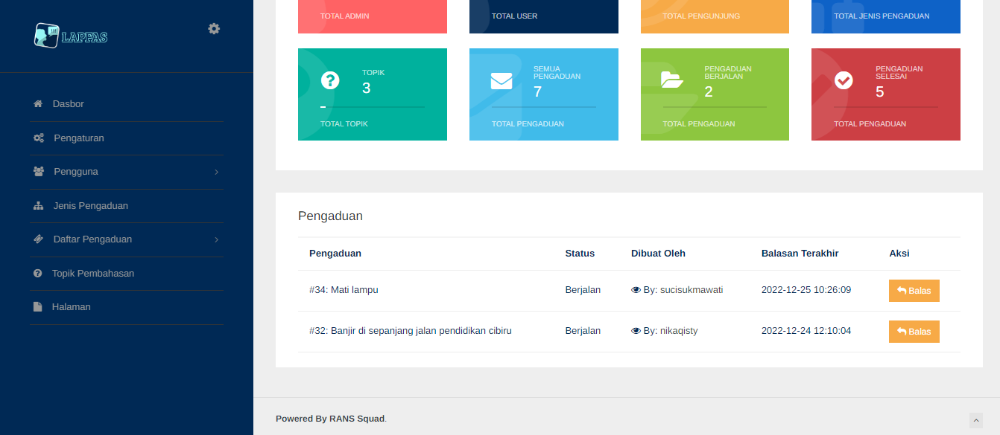 LAPFAS
Dasbor
Pengaturan
Pengguna
Jenis Pengaduan
Daftar Pengaduan
Topik Pembahasan
Halaman
TOTAL ADMIN
TOTAL USER
TOTAL PENGUNJUNG
TOTAL JENIS PENGADUAN
TOPIK
3
TOTAL TOPIK
SEMUA
PENGADUAN
7
TOTAL PENGADUAN
PENGADUAN
BERJALAN
2
TOTAL PENGADUAN
PENGADUAN
SELESAI
5
TOTAL PENGADUAN
Pengaduan
Pengaduan Status Dibuat Oleh Balasan Terakhir Aksi
#34: Mati lampu Berjalan By: sucisukmawati 2022-12-25 10:26:09 Balas
#32: Banjir di sepanjang jalan pendidikan cibiru Berjalan By: nikaqisty 2022-12-24 12:10:04 Balas
Powered By RANS Squad.